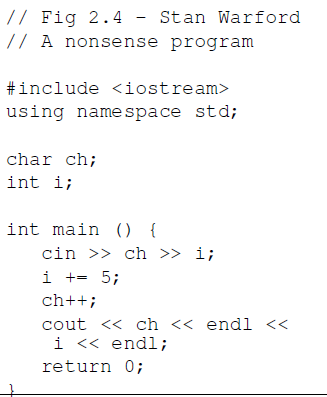 // Fig 2.4 - Stan Warford
// A nonsense program
#include <iostream>
using namespace std;
char ch;
int i;
int main () {
cin >> ch >> i;
i += 5;
ch++;
cout << ch << endl <<
i << endl;
return 0;
}